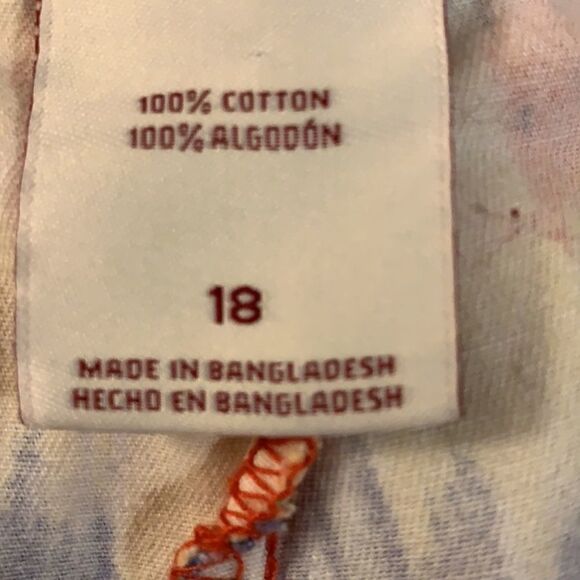 100% COTTON
100% ALGODÓN
18
MADE IN BANGLADESH
HECHO EN BANGLADESH